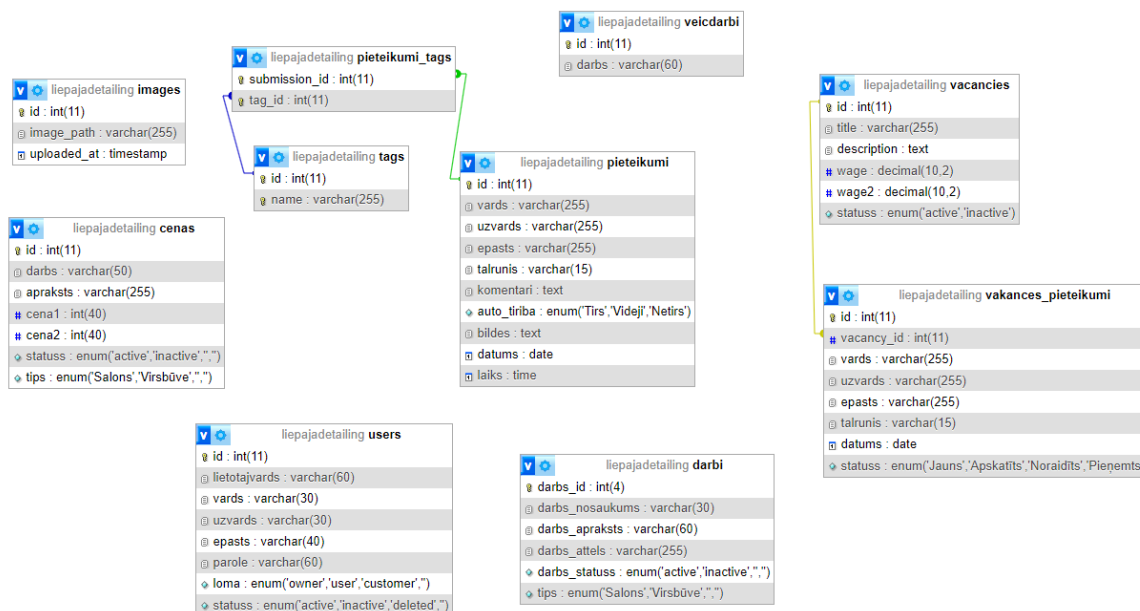 liepajadetailing veicdarbi
id : int(11)
darbs : varchar(60)
liepajadetailing pieteikumi_tags
submission_id : int(11)
tag_id : int(11)
liepajadetailing images
id : int(11)
image_path : varchar(255)
uploaded_at : timestamp
liepajadetailing vacancies
id : int(11)
title : varchar(255)
description : text
wage : decimal(10,2)
wage2 : decimal(10,2)
statuss : enum('active','inactive')
liepajadetailing tags
id : int(11)
name : varchar(255)
liepajadetailing pieteikumi
id : int(11)
vards : varchar(255)
uzvards : varchar(255)
epasts : varchar(255)
talrunis : varchar(15)
komentari : text
auto_tiriba : enum('Tirs','Videji','Netirs')
bildes : text
datums : date
laiks : time
liepajadetailing cenas
id : int(11)
darbs : varchar(50)
apraksts : varchar(255)
cena1 : int(40)
cena2 : int(40)
statuss : enum('active','inactive','','')
tips : enum('Salons','Virsbūve','','')
liepajadetailing vakances_pieteikumi
id : int(11)
vacancy_id : int(11)
vards : varchar(255)
uzvards : varchar(255)
epasts : varchar(255)
talrunis : varchar(15)
datums : date
statuss : enum('Jauns','Apskatīts','Noraidīts','Pieņemts
liepajadetailing users
id : int(11)
lietotajvards : varchar(60)
vards : varchar(30)
uzvards : varchar(30)
epasts : varchar(40)
parole : varchar(60)
loma : enum('owner','user','customer','')
statuss : enum('active','inactive','deleted','')
liepajadetailing darbi
darbs_id : int(4)
darbs_nosaukums : varchar(30)
darbs_apraksts : varchar(60)
darbs_attels : varchar(255)
darbs_statuss : enum('active','inactive','','')
tips : enum('Salons','Virsbūve','','')